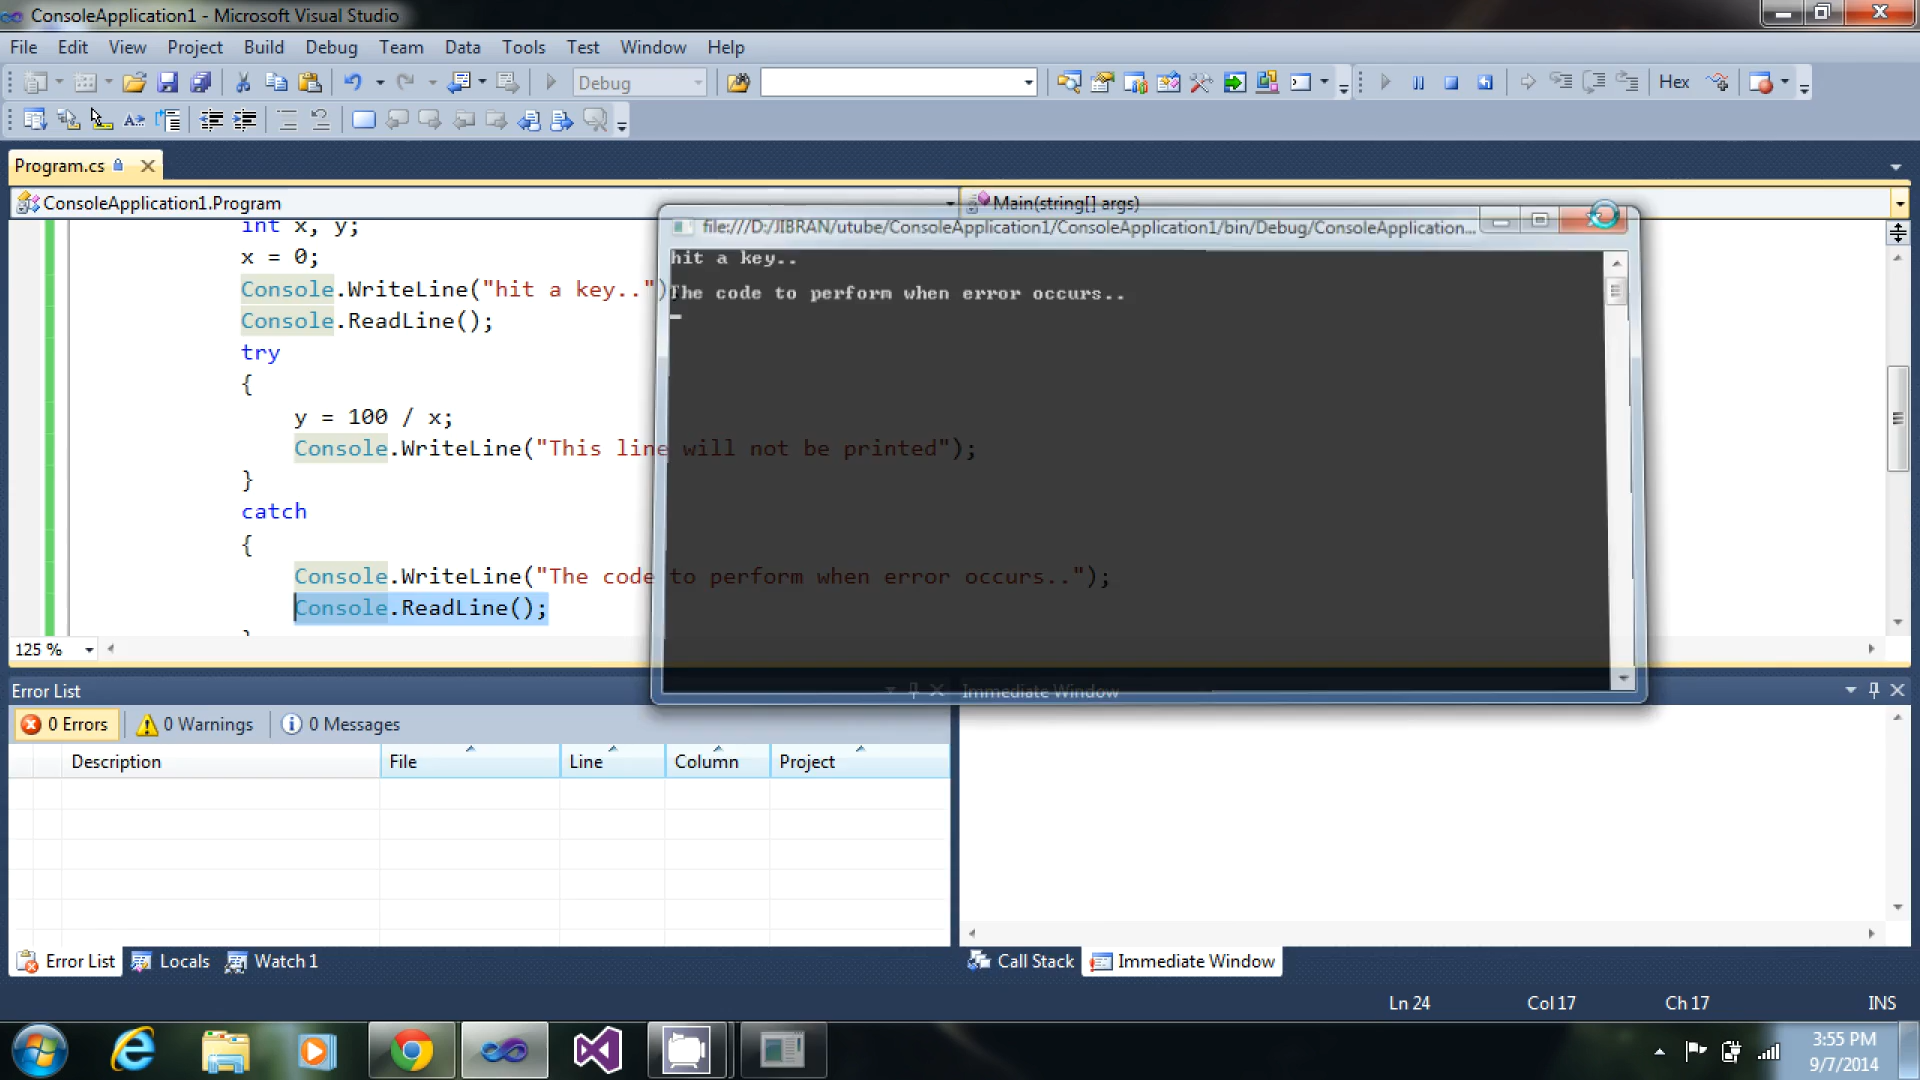 ConsoleApplication1 - Microsoft Visual Studio
File Edit View Project Build Debug Team Data Tools Test Window Help
Debug
Hex
Program.cs
ConsoleApplication1.Program
Main(string[] args)
file:///D:/JIBRAN/utube/ConsoleApplication1/ConsoleApplication1/bin/Debug/ConsoleApplication...
hit a key..
The code to perform when error occurs..
int x, y;
x = 0;
Console.WriteLine("hit a key..")
Console.ReadLine();
try
{
y = 100 / x;
Console.WriteLine("This line will not be printed");
}
catch
{
Console.WriteLine("The code to perform when error occurs..");
Console.ReadLine();
125 %
Error List
Immediate Window
0 Errors
0 Warnings
0 Messages
Description File Line Column Project
Error List Locals Watch 1
Call Stack Immediate Window
Ln 24 Col 17 Ch 17 INS
3:55 PM
9/7/2014